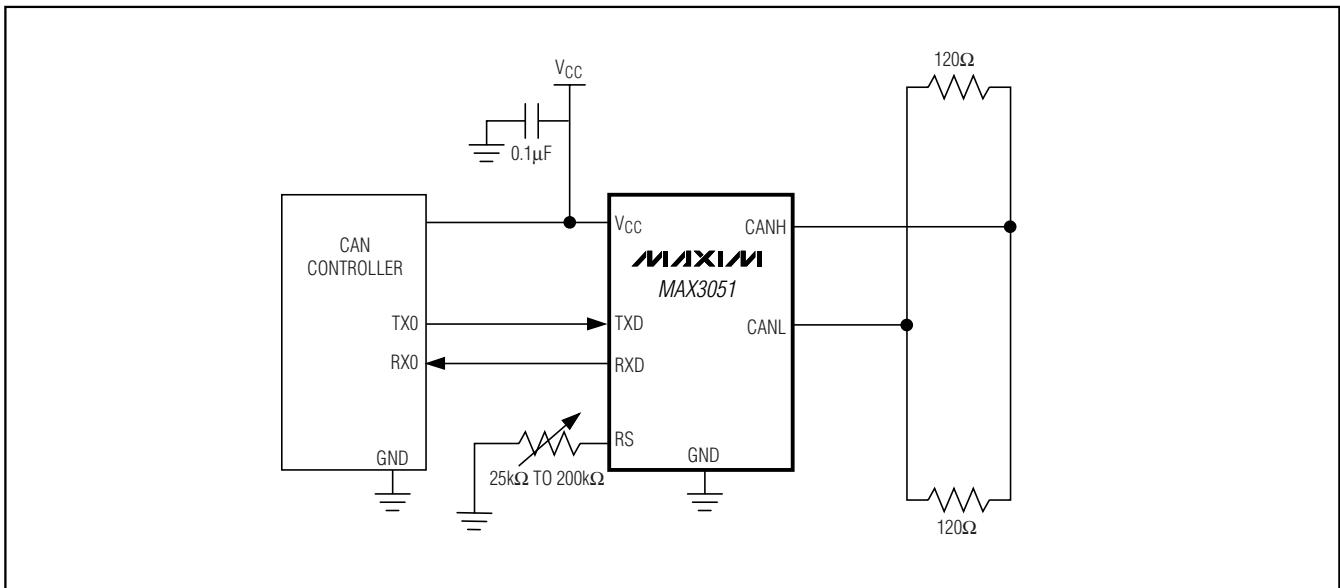 120Ω
VCC
0.1µF
CAN
CONTROLLER
TX0
RX0
GND
VCC
CANH
MAXIM
MAX3051
TXD
CANL
RXD
RS
GND
25kΩ TO 200kΩ
120Ω